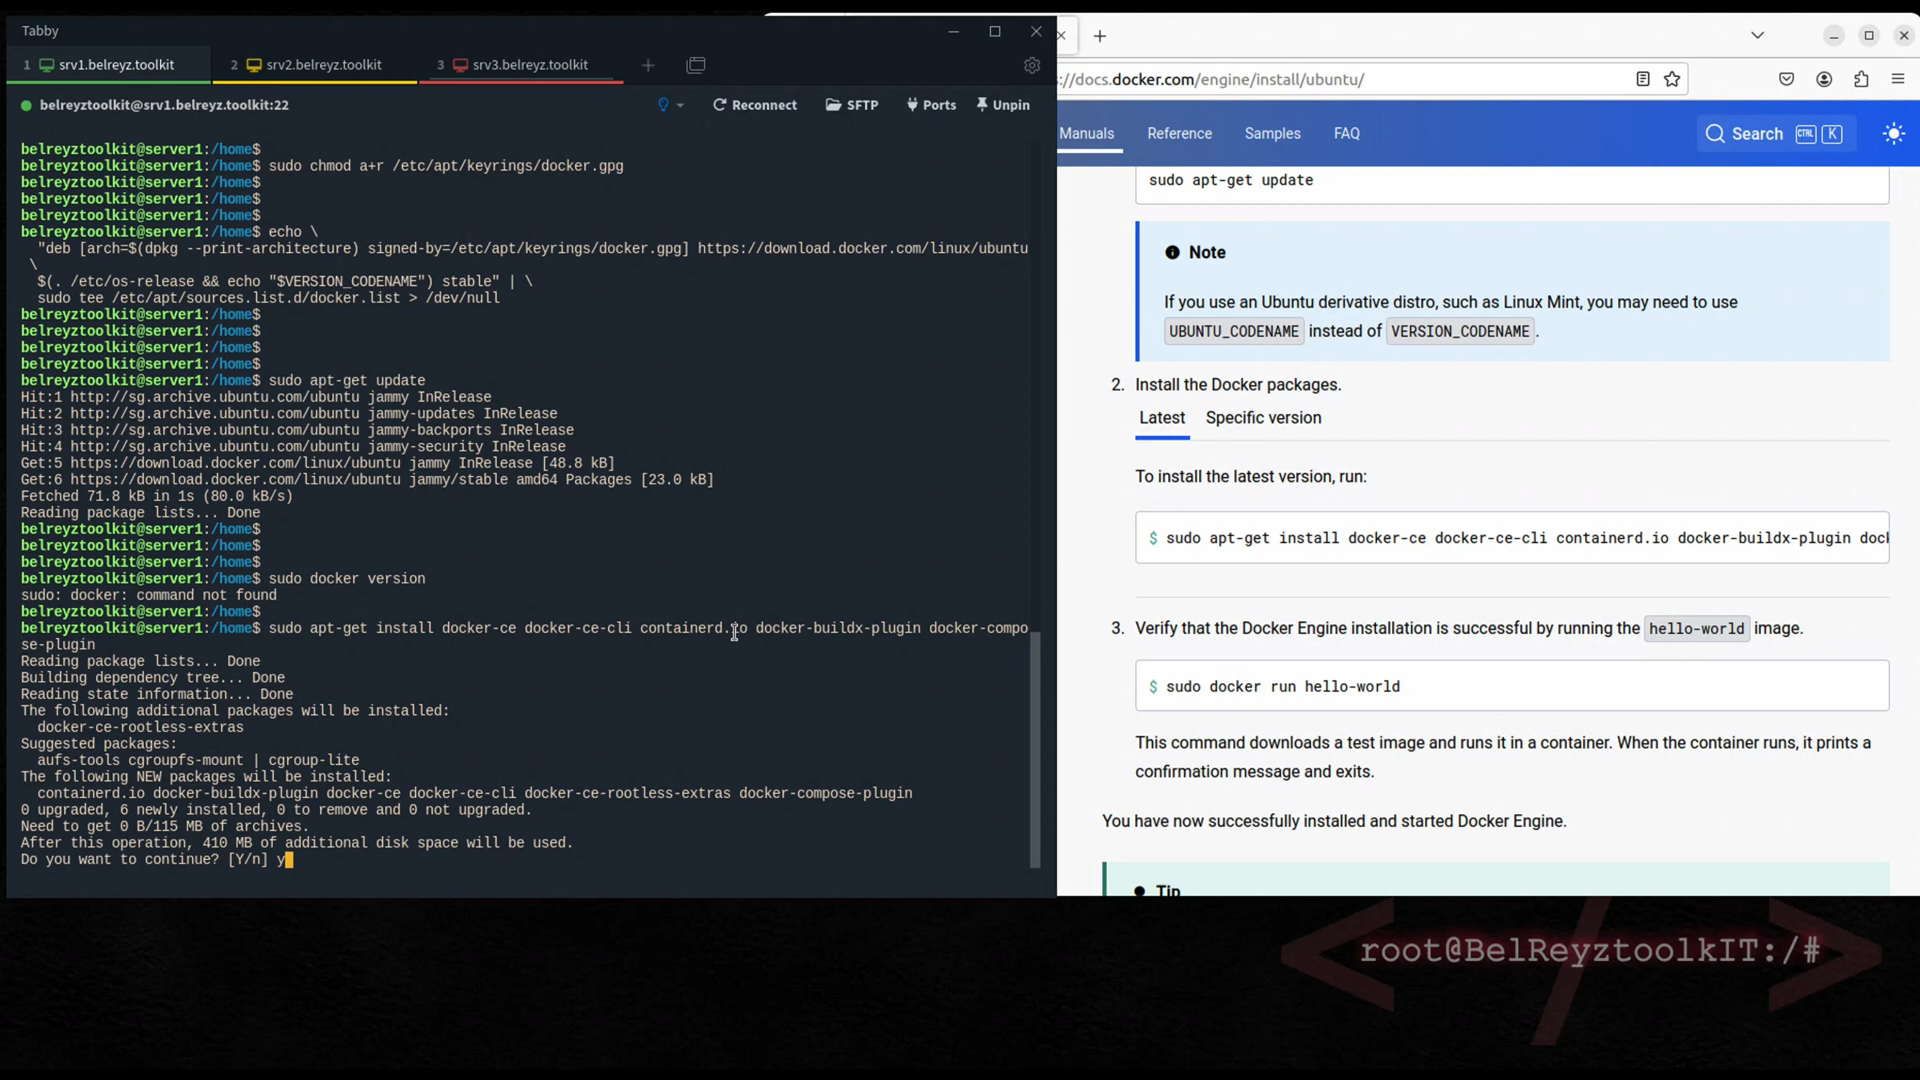 Tabby
1 srv1.belreyz.toolkit
2 srv2.belreyz.toolkit
3 srv3.belreyz.toolkit
belreyztoolkit@srv1.belreyz.toolkit:22
Reconnect
SFTP
Ports
Unpin
belreyztoolkit@server1:/home$
belreyztoolkit@server1:/home$ sudo chmod a+r /etc/apt/keyrings/docker.gpg
belreyztoolkit@server1:/home$
belreyztoolkit@server1:/home$
belreyztoolkit@server1:/home$
belreyztoolkit@server1:/home$ echo \
"deb [arch=$(dpkg --print-architecture) signed-by=/etc/apt/keyrings/docker.gpg] https://download.docker.com/linux/ubuntu
\
$(. /etc/os-release && echo "$VERSION_CODENAME") stable" | \
sudo tee /etc/apt/sources.list.d/docker.list > /dev/null
belreyztoolkit@server1:/home$
belreyztoolkit@server1:/home$
belreyztoolkit@server1:/home$
belreyztoolkit@server1:/home$
belreyztoolkit@server1:/home$ sudo apt-get update
Hit:1 http://sg.archive.ubuntu.com/ubuntu jammy InRelease
Hit:2 http://sg.archive.ubuntu.com/ubuntu jammy-updates InRelease
Hit:3 http://sg.archive.ubuntu.com/ubuntu jammy-backports InRelease
Hit:4 http://sg.archive.ubuntu.com/ubuntu jammy-security InRelease
Get:5 https://download.docker.com/linux/ubuntu jammy InRelease [48.8 kB]
Get:6 https://download.docker.com/linux/ubuntu jammy/stable amd64 Packages [23.0 kB]
Fetched 71.8 kB in 1s (80.0 kB/s)
Reading package lists... Done
belreyztoolkit@server1:/home$
belreyztoolkit@server1:/home$
belreyztoolkit@server1:/home$
belreyztoolkit@server1:/home$ sudo docker version
sudo: docker: command not found
belreyztoolkit@server1:/home$
belreyztoolkit@server1:/home$ sudo apt-get install docker-ce docker-ce-cli containerd.io docker-buildx-plugin docker-compo
se-plugin
Reading package lists... Done
Building dependency tree... Done
Reading state information... Done
The following additional packages will be installed:
docker-ce-rootless-extras
Suggested packages:
aufs-tools cgroupfs-mount | cgroup-lite
The following NEW packages will be installed:
containerd.io docker-buildx-plugin docker-ce docker-ce-cli docker-ce-rootless-extras docker-compose-plugin
0 upgraded, 6 newly installed, 0 to remove and 0 not upgraded.
Need to get 0 B/115 MB of archives.
After this operation, 410 MB of additional disk space will be used.
Do you want to continue? [Y/n] y
://docs.docker.com/engine/install/ubuntu/
Manuals
Reference
Samples
FAQ
Search CTRL K
sudo apt-get update
Note
If you use an Ubuntu derivative distro, such as Linux Mint, you may need to use
UBUNTU_CODENAME instead of VERSION_CODENAME.
2. Install the Docker packages.
Latest
Specific version
To install the latest version, run:
$ sudo apt-get install docker-ce docker-ce-cli containerd.io docker-buildx-plugin dock
3. Verify that the Docker Engine installation is successful by running the hello-world image.
$ sudo docker run hello-world
This command downloads a test image and runs it in a container. When the container runs, it prints a
confirmation message and exits.
You have now successfully installed and started Docker Engine.
Tip
root@BelReyztoolkIT:/#